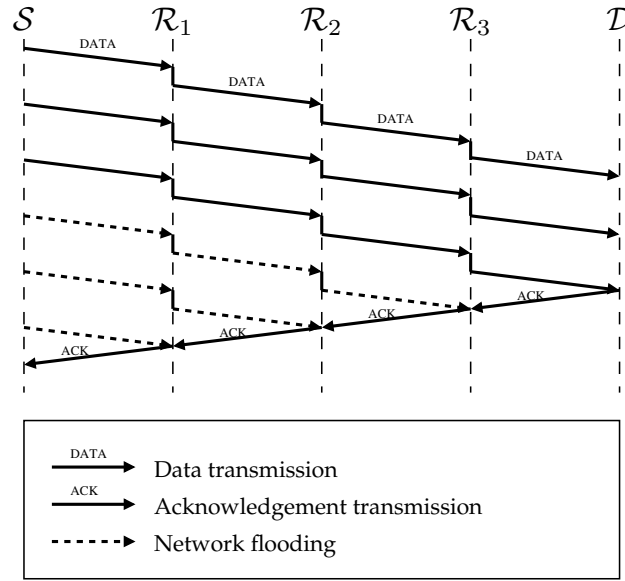 S R1 R2 R3 D
DATA
DATA
DATA
DATA
ACK
ACK
ACK
ACK
DATA
Data transmission
ACK
Acknowledgement transmission
Network flooding